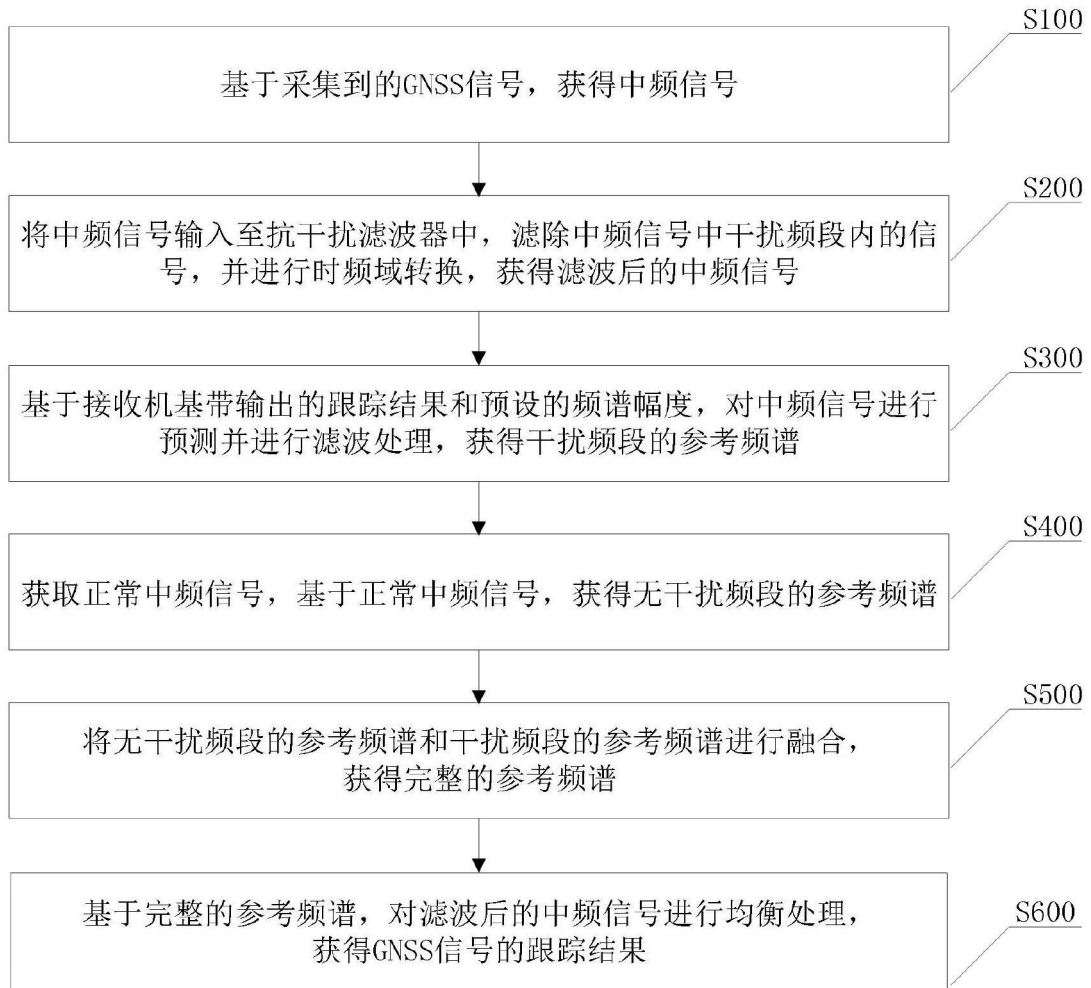 S100
基于采集到的GNSS信号，获得中频信号
S200
将中频信号输入至抗干扰滤波器中，滤除中频信号中干扰频段内的信
号，并进行时频域转换，获得滤波后的中频信号
S300
基于接收机基带输出的跟踪结果和预设的频谱幅度，对中频信号进行
预测并进行滤波处理，获得干扰频段的参考频谱
S400
获取正常中频信号，基于正常中频信号，获得无干扰频段的参考频谱
S500
将无干扰频段的参考频谱和干扰频段的参考频谱进行融合，
获得完整的参考频谱
S600
基于完整的参考频谱，对滤波后的中频信号进行均衡处理，
获得GNSS信号的跟踪结果